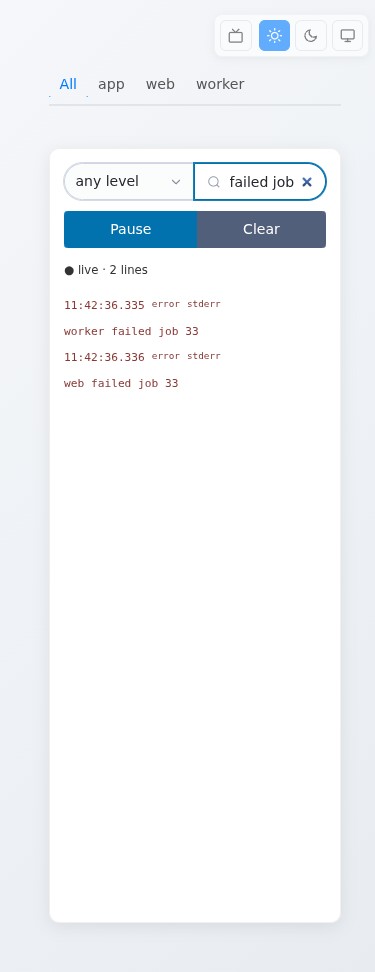 All app web worker
any level failed job
Pause Clear
● live · 2 lines
11:42:36.335 error stderr
worker failed job 33
11:42:36.336 error stderr
web failed job 33